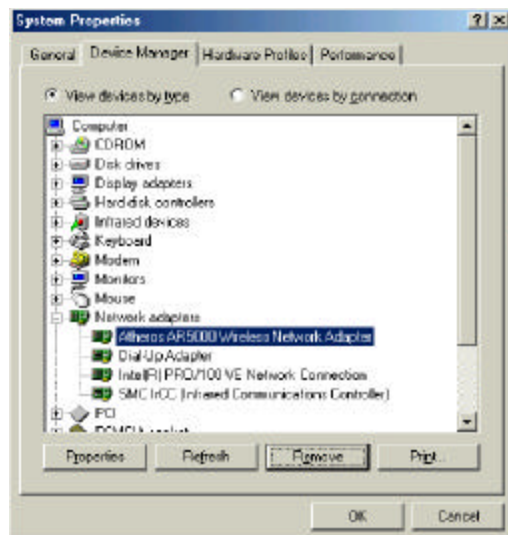 System Properties
General Device Manager Hardware Profiles Performance
View devices by type View devices by connection
Computer
CDROM
Disk drives
Display adapters
Hard disk controllers
Infrared devices
Keyboard
Modem
Monitors
Mouse
Network adapters
Atheros AR5000 Wireless Network Adapter
Dial-Up Adapter
Intel(R) PRO/100 VE Network Connection
SMC IrCC (Infrared Communications Controller)
PCI
Properties Refresh Remove Print...
OK Cancel